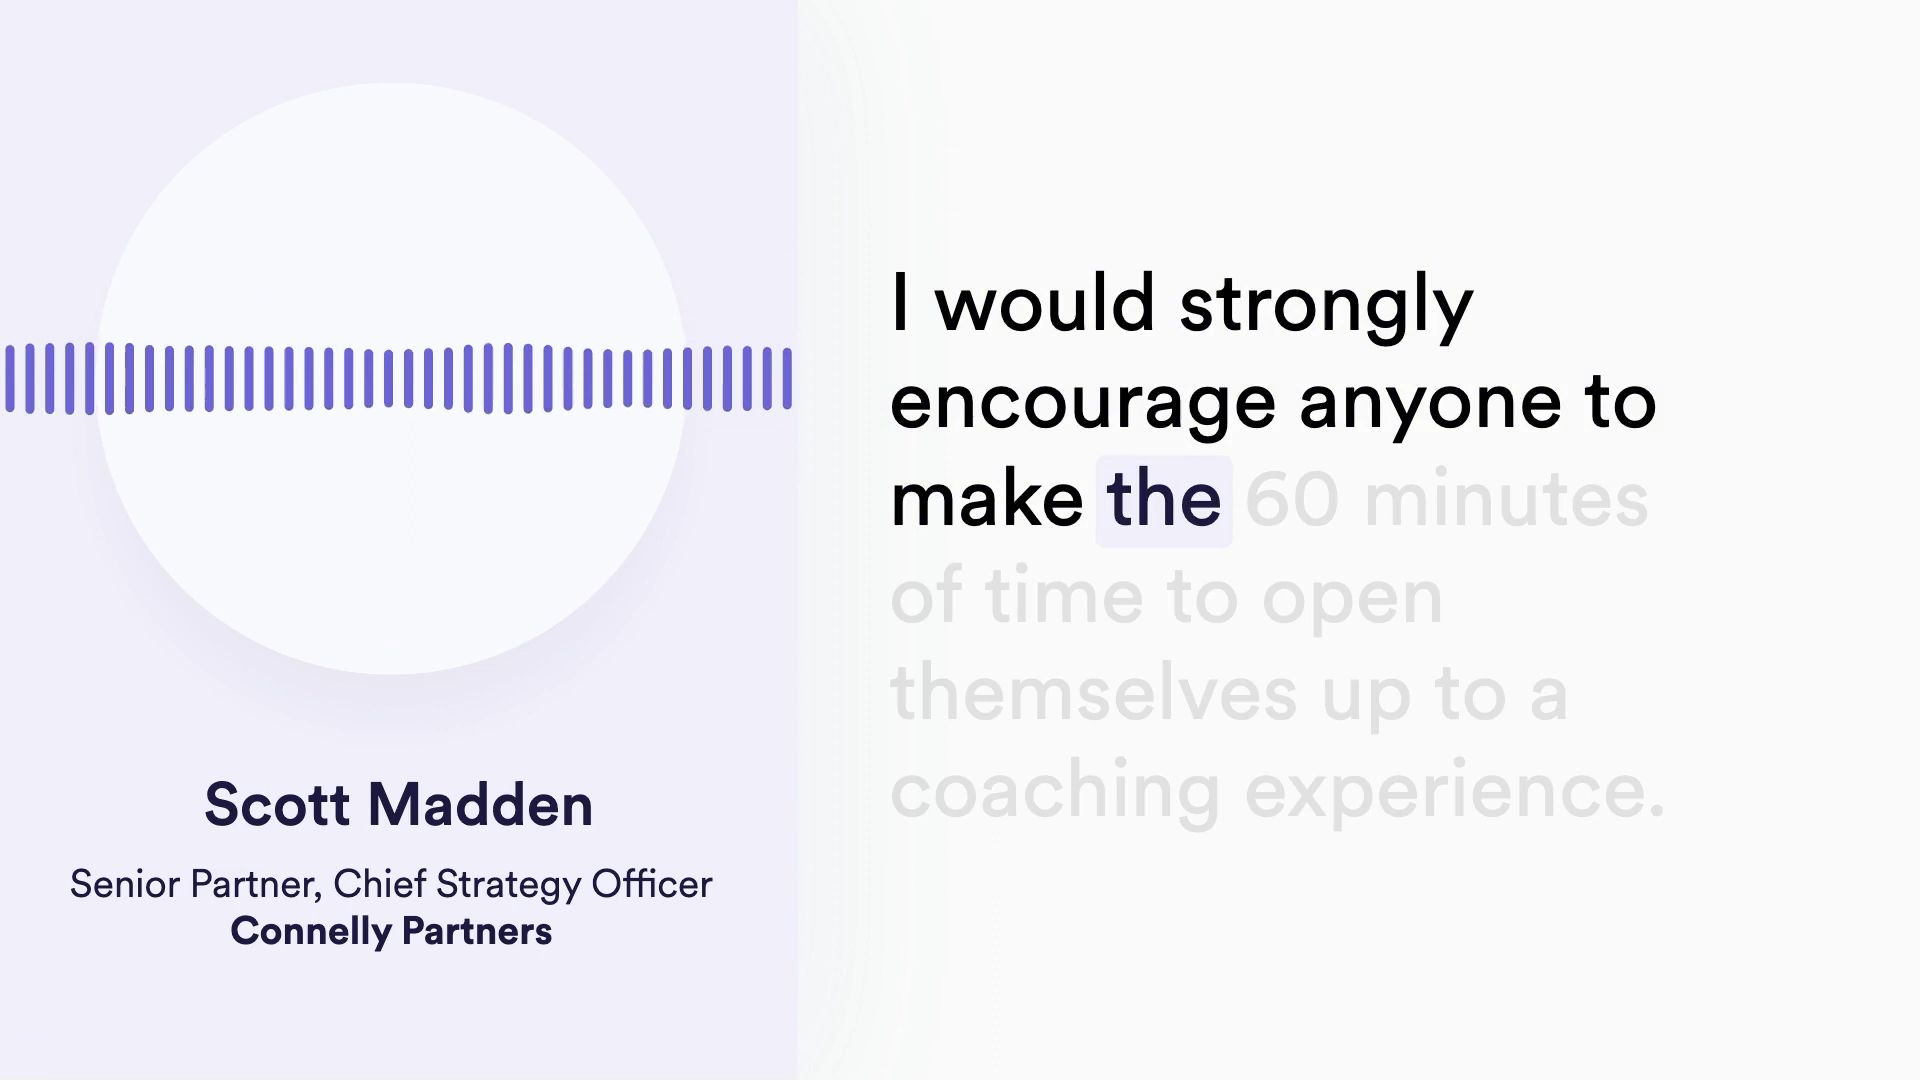 Scott Madden
Senior Partner, Chief Strategy Officer
Connelly Partners
I would strongly
encourage anyone to
make the 60 minutes
of time to open
themselves up to a
coaching experience.